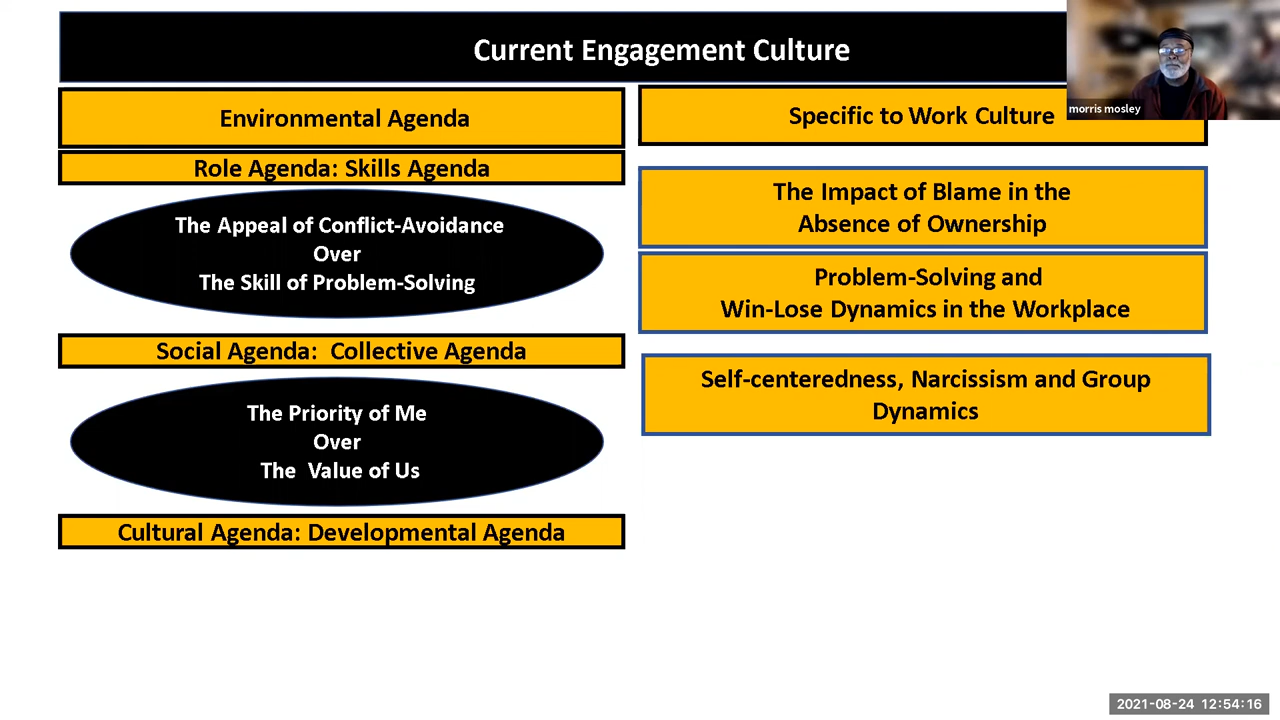 Current Engagement Culture
morris mosley
Environmental Agenda
Specific to Work Culture
Role Agenda: Skills Agenda
The Appeal of Conflict-Avoidance
Over
The Skill of Problem-Solving
The Impact of Blame in the
Absence of Ownership
Problem-Solving and
Win-Lose Dynamics in the Workplace
Social Agenda:  Collective Agenda
The Priority of Me
Over
The  Value of Us
Self-centeredness, Narcissism and Group
Dynamics
Cultural Agenda: Developmental Agenda
2021-08-24 12:54:16